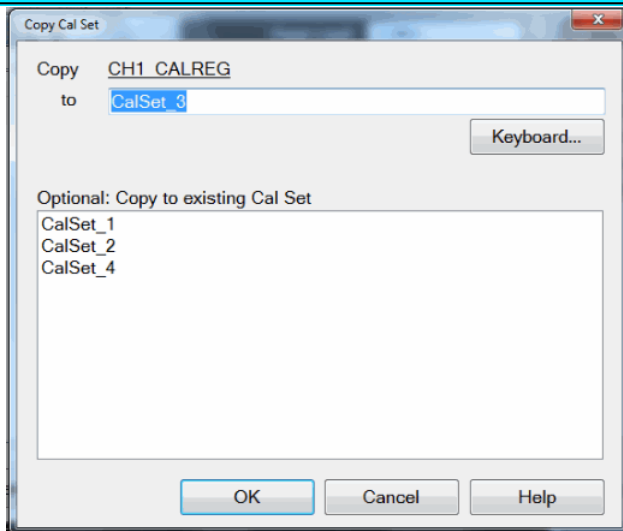 Copy Cal Set
Copy CH1_CALREG
to CalSet_3
Keyboard...
Optional: Copy to existing Cal Set
CalSet_1
CalSet_2
CalSet_4
OK Cancel Help